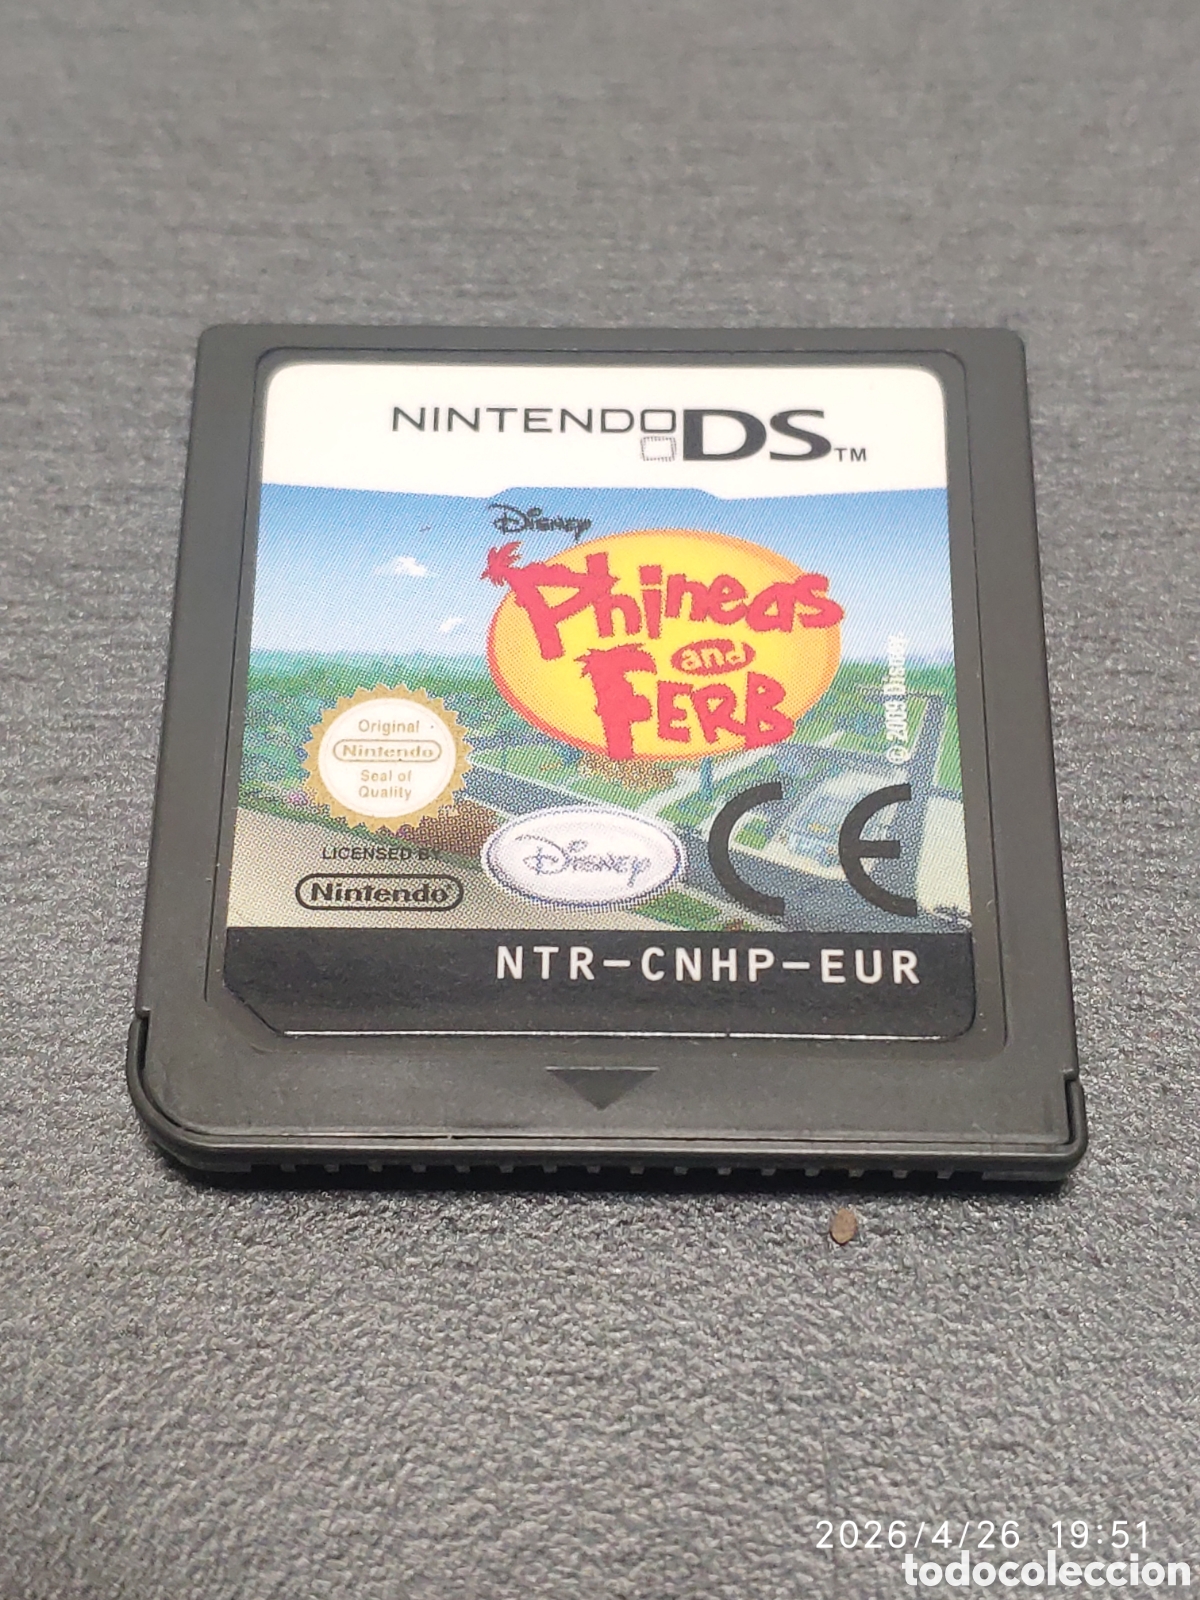 NINTENDO DS TM
Disney
Phineas
and
FERB
© 2009 Disney
Original
Nintendo
Seal of
Quality
LICENSED BY
Nintendo®
Disney
CE
NTR-CNHP-EUR
2026/4/26 19:51
todocoleccion